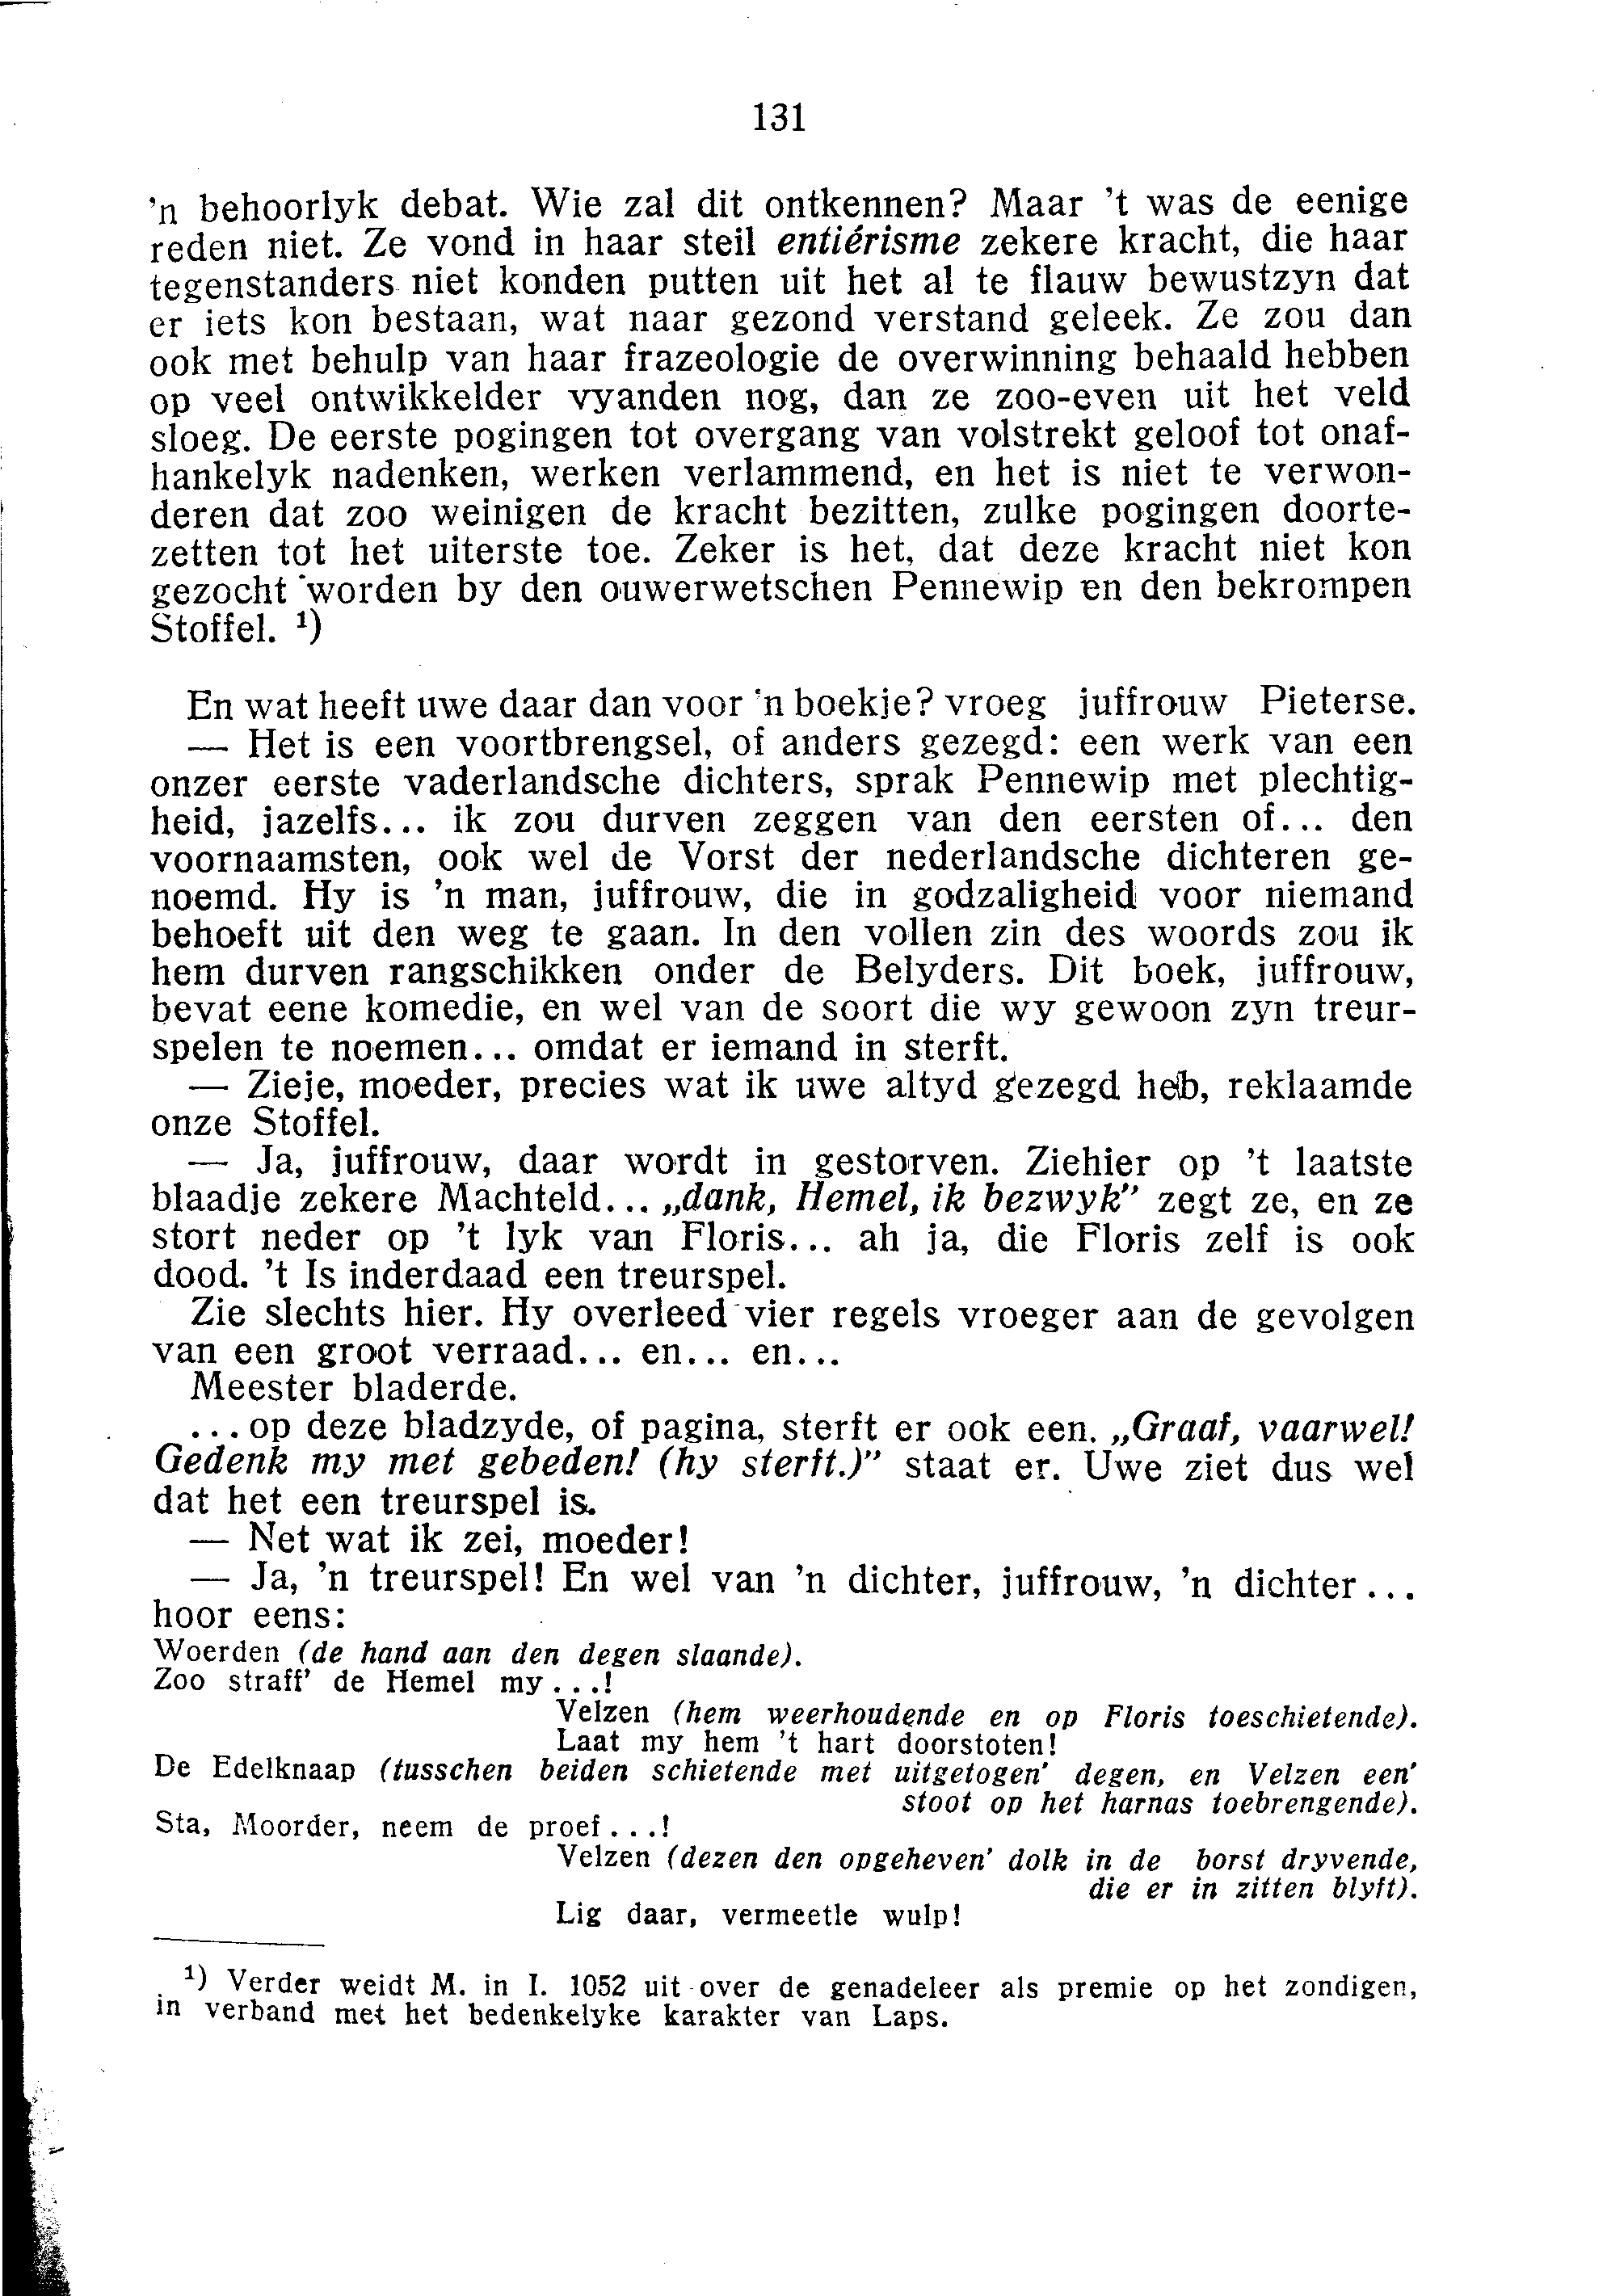 131
’n behoorlyk debat. Wie zal dit ontkennen? Maar ’t was de eenige
reden niet. Ze vond in haar steil entiérisme zekere kracht, die haar
tegenstanders niet konden putten uit het al te flauw bewustzyn dat
er iets kon bestaan, wat naar gezond verstand geleek. Ze zou dan
ook met behulp van haar frazeologie de overwinning behaald hebben
op veel ontwikkelder vyanden nog, dan ze zoo-even uit het veld
sloeg. De eerste pogingen tot overgang van volstrekt geloof tot onaf-
hankelyk nadenken, werken verlammend, en het is niet te verwon-
deren dat zoo weinigen de kracht bezitten, zulke pogingen doorte-
zetten tot het uiterste toe. Zeker is het, dat deze kracht niet kon
gezocht worden by den ouwerwetschen Pennewip en den bekrompen
Stoffel. ¹)
En wat heeft uwe daar dan voor ’n boekje? vroeg juffrouw Pieterse.
— Het is een voortbrengsel, of anders gezegd: een werk van een
onzer eerste vaderlandsche dichters, sprak Pennewip met plechtig-
heid, jazelfs... ik zou durven zeggen van den eersten of... den
voornaamsten, ook wel de Vorst der nederlandsche dichteren ge-
noemd. Hy is ’n man, juffrouw, die in godzaligheid voor niemand
behoeft uit den weg te gaan. In den vollen zin des woords zou ik
hem durven rangschikken onder de Belyders. Dit boek, juffrouw,
bevat eene komedie, en wel van de soort die wy gewoon zyn treur-
spelen te noemen... omdat er iemand in sterft.
— Zieje, moeder, precies wat ik uwe altyd gezegd heb, reklaamde
onze Stoffel.
— Ja, juffrouw, daar wordt in gestorven. Ziehier op ’t laatste
blaadje zekere Machteld... „dank, Hemel, ik bezwyk” zegt ze, en ze
stort neder op ’t lyk van Floris... ah ja, die Floris zelf is ook
dood. ’t Is inderdaad een treurspel.
Zie slechts hier. Hy overleed vier regels vroeger aan de gevolgen
van een groot verraad... en... en...
Meester bladerde.
...op deze bladzyde, of pagina, sterft er ook een. „Graaf, vaarwel!
Gedenk my met gebeden! (hy sterft.)” staat er. Uwe ziet dus wel
dat het een treurspel is.
— Net wat ik zei, moeder!
— Ja, ’n treurspel! En wel van ’n dichter, juffrouw, ’n dichter...
hoor eens:
Woerden (de hand aan den degen slaande).
Zoo straff’ de Hemel my...!
Velzen (hem weerhoudende en op Floris toeschietende).
Laat my hem ’t hart doorstoten!
De Edelknaap (tusschen beiden schietende met uitgetogen’ degen, en Velzen een’
stoot op het harnas toebrengende).
Sta, Moorder, neem de proef...!
Velzen (dezen den opgeheven’ dolk in de borst dryvende,
die er in zitten blyft).
Lig daar, vermeetle wulp!
¹) Verder weidt M. in I. 1052 uit over de genadeleer als premie op het zondigen,
in verband met het bedenkelyke karakter van Laps.